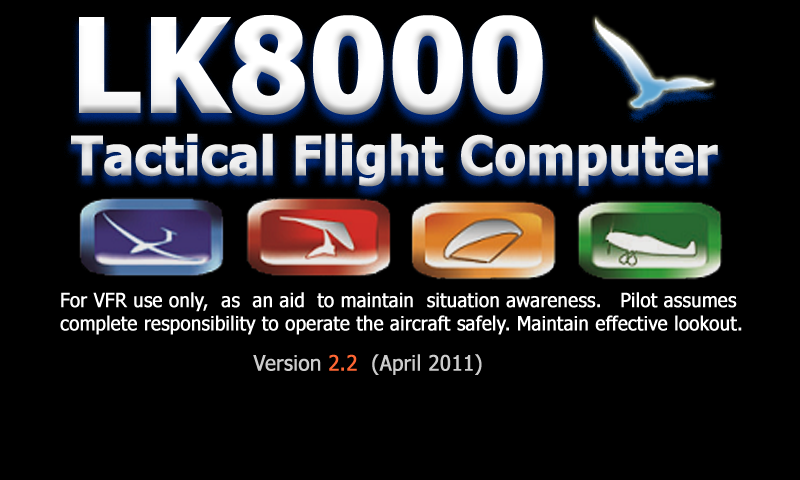 LK8000
Tactical Flight Computer
For VFR use only, as an aid to maintain situation awareness. Pilot assumes
complete responsibility to operate the aircraft safely. Maintain effective lookout.
Version 2.2 (April 2011)